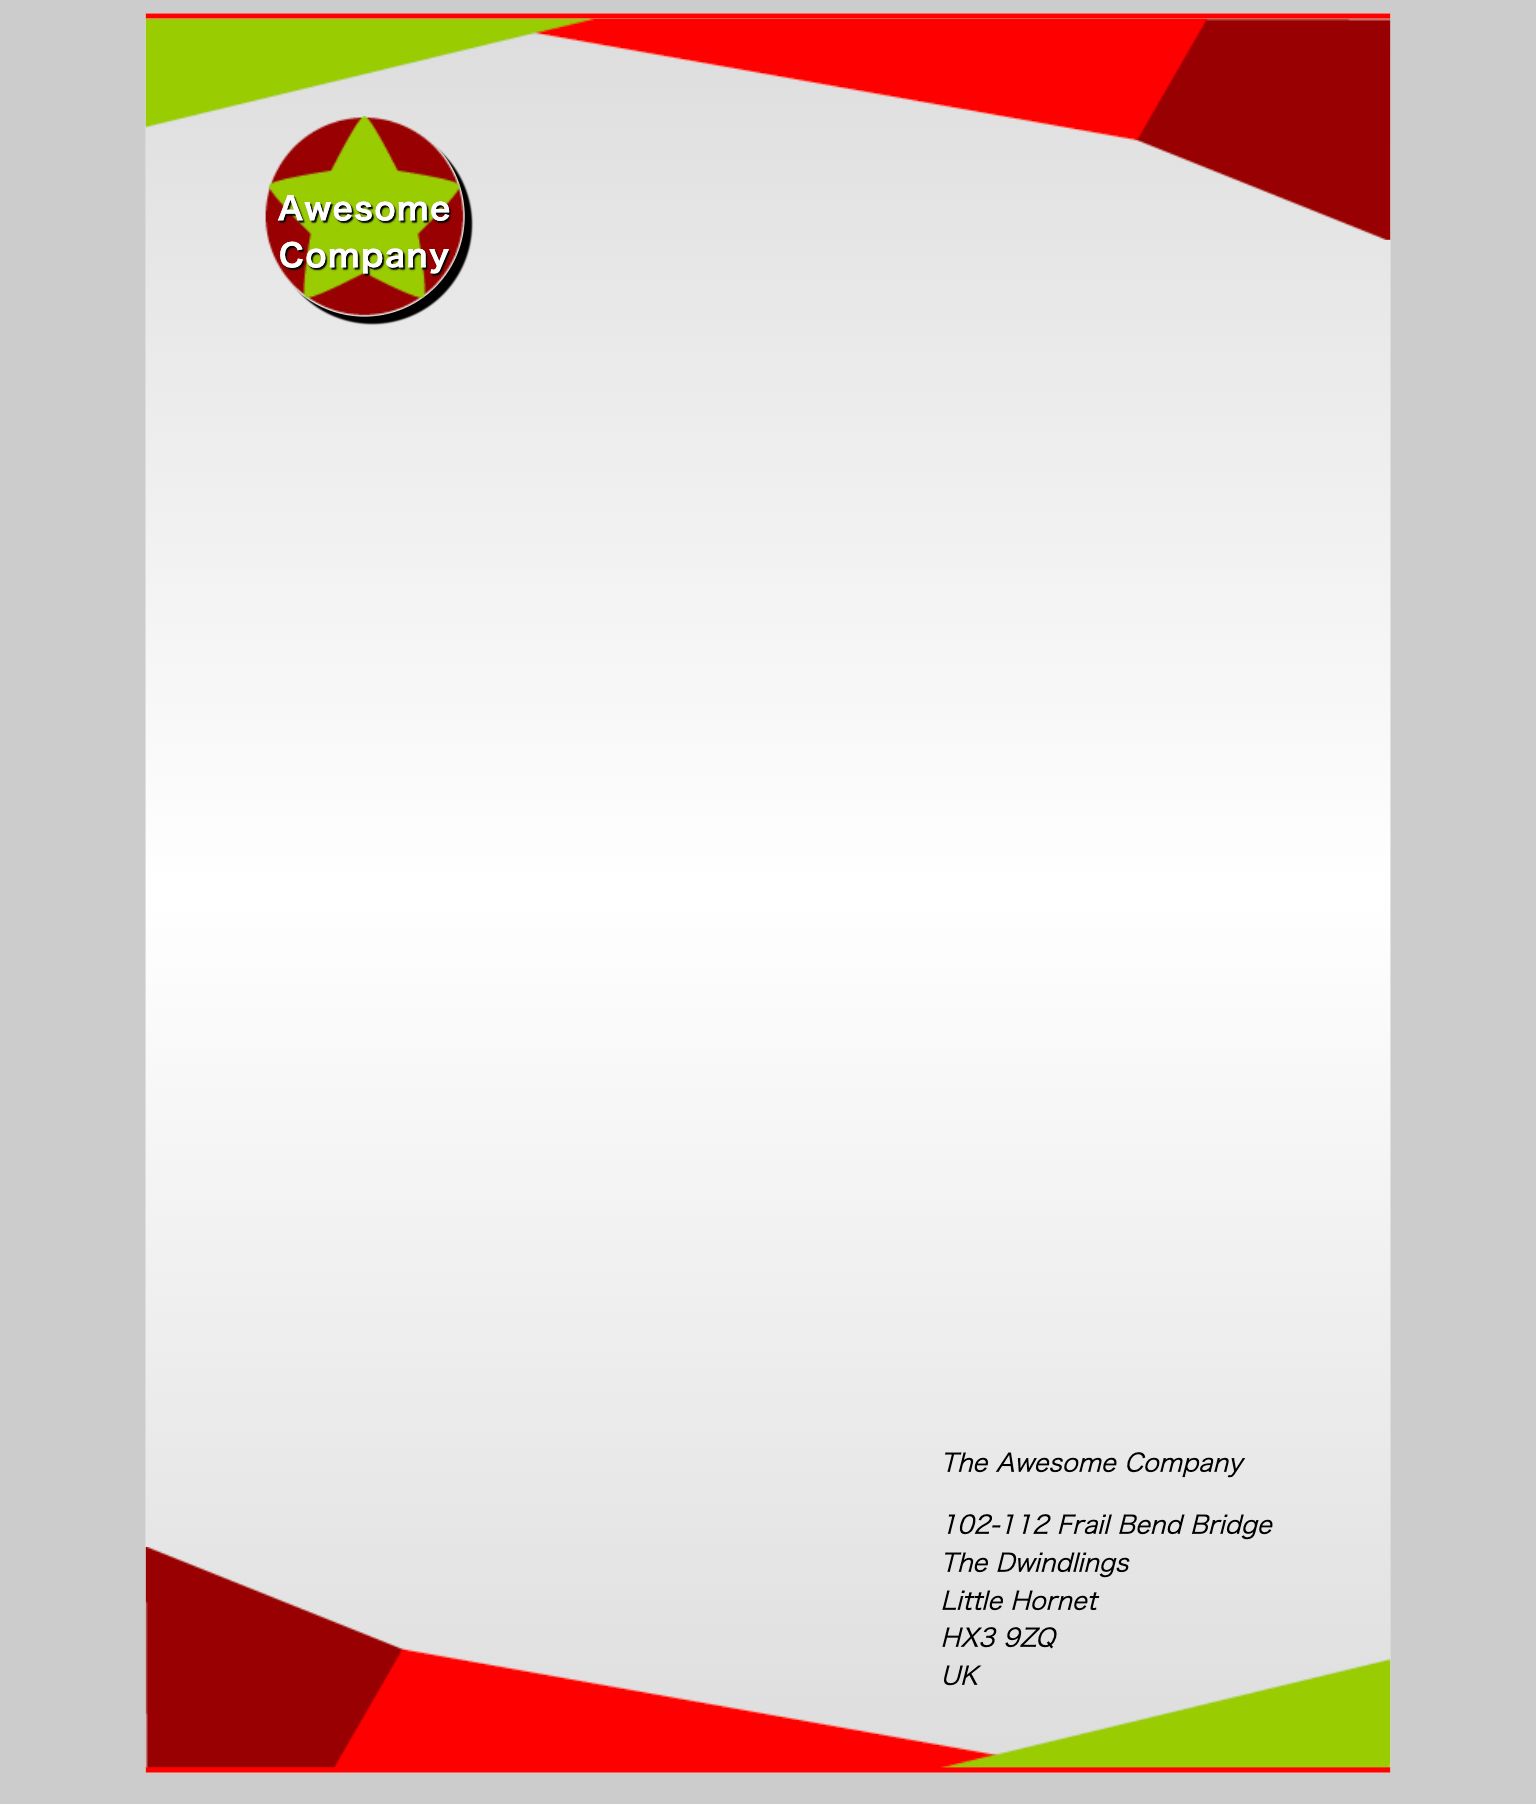 Awesome
Company
The Awesome Company
102-112 Frail Bend Bridge
The Dwindlings
Little Hornet
HX3 9ZQ
UK